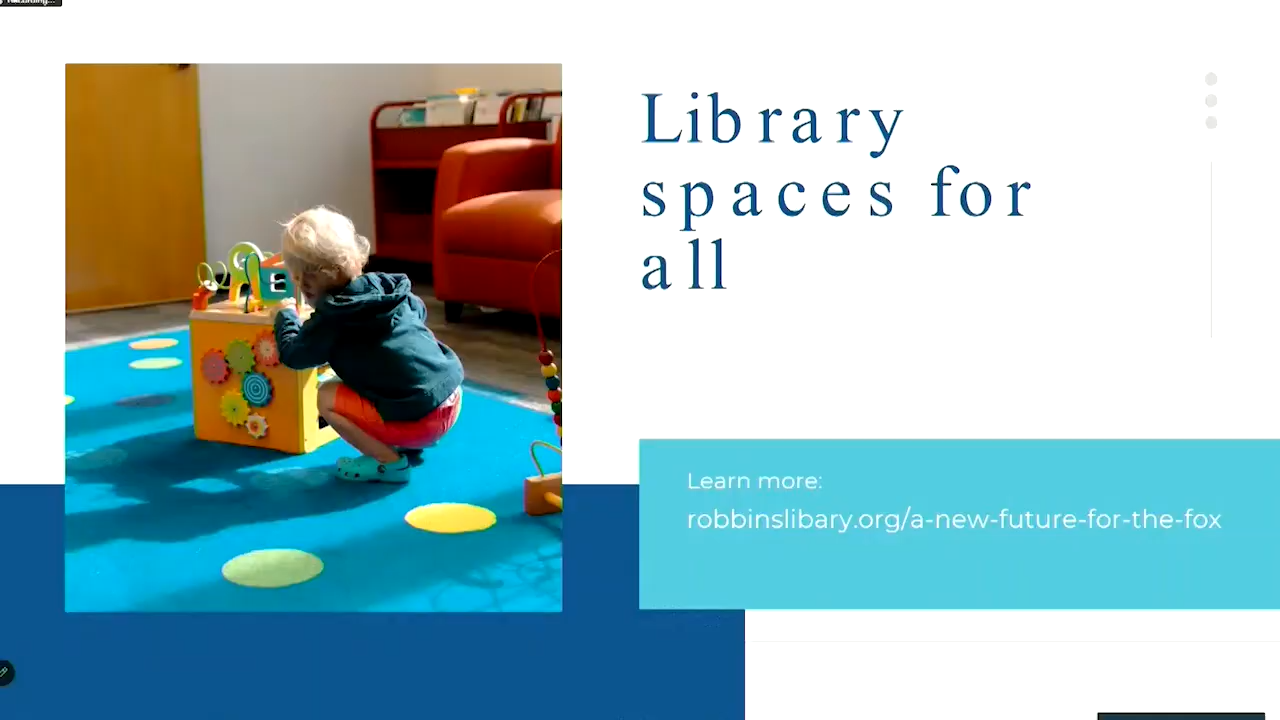 Library
spaces for
all
Learn more:
robbinslibary.org/a-new-future-for-the-fox